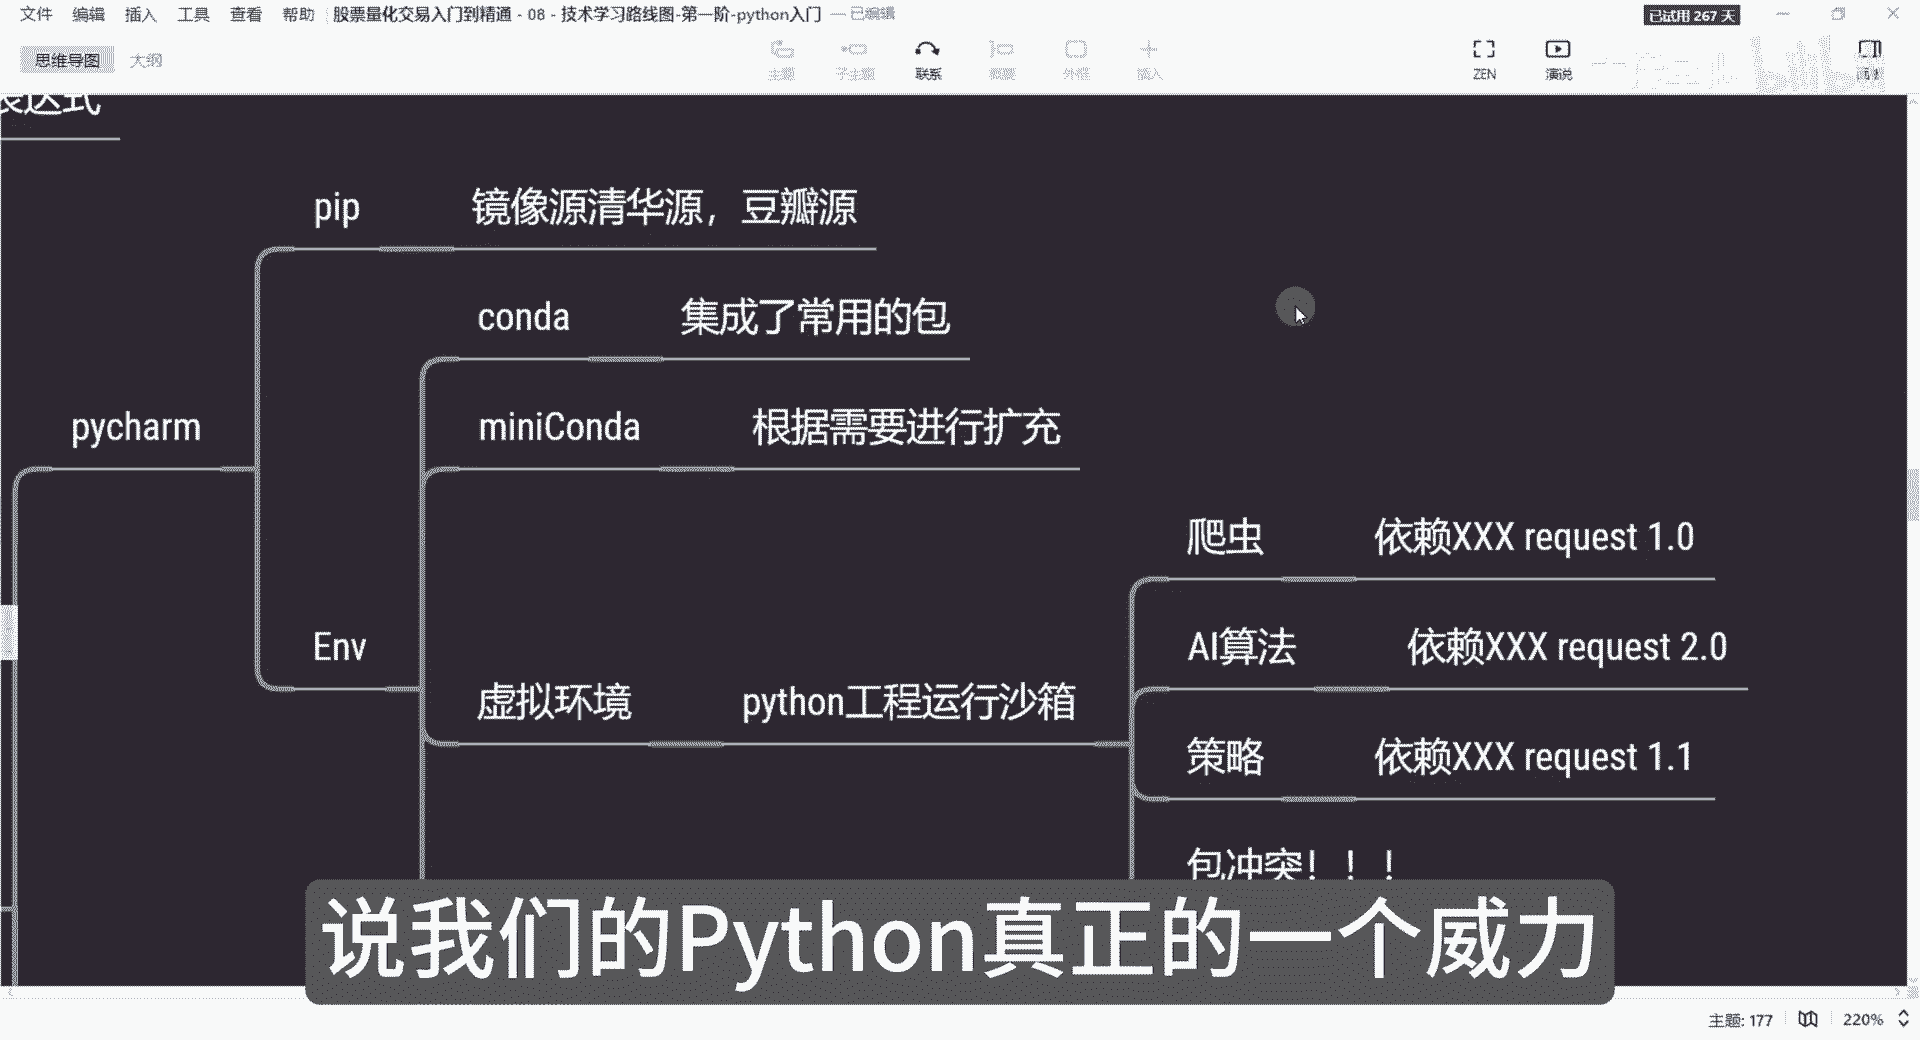 文件 编辑 插入 工具 查看 帮助 股票量化交易入门到精通 - 08 - 技术学习路线图-第一阶-python入门 — 已编辑 已试用 267 天
思维导图 大纲 主题 子主题 联系 概要 外框 插入 ZEN 演说
表达式
pip 镜像源清华源，豆瓣源
conda 集成了常用的包
pycharm miniConda 根据需要进行扩充
爬虫 依赖XXX request 1.0
Env AI算法 依赖XXX request 2.0
虚拟环境 python工程运行沙箱
策略 依赖XXX request 1.1
包冲突！！！
说我们的Python真正的一个威力
主题: 177 220%